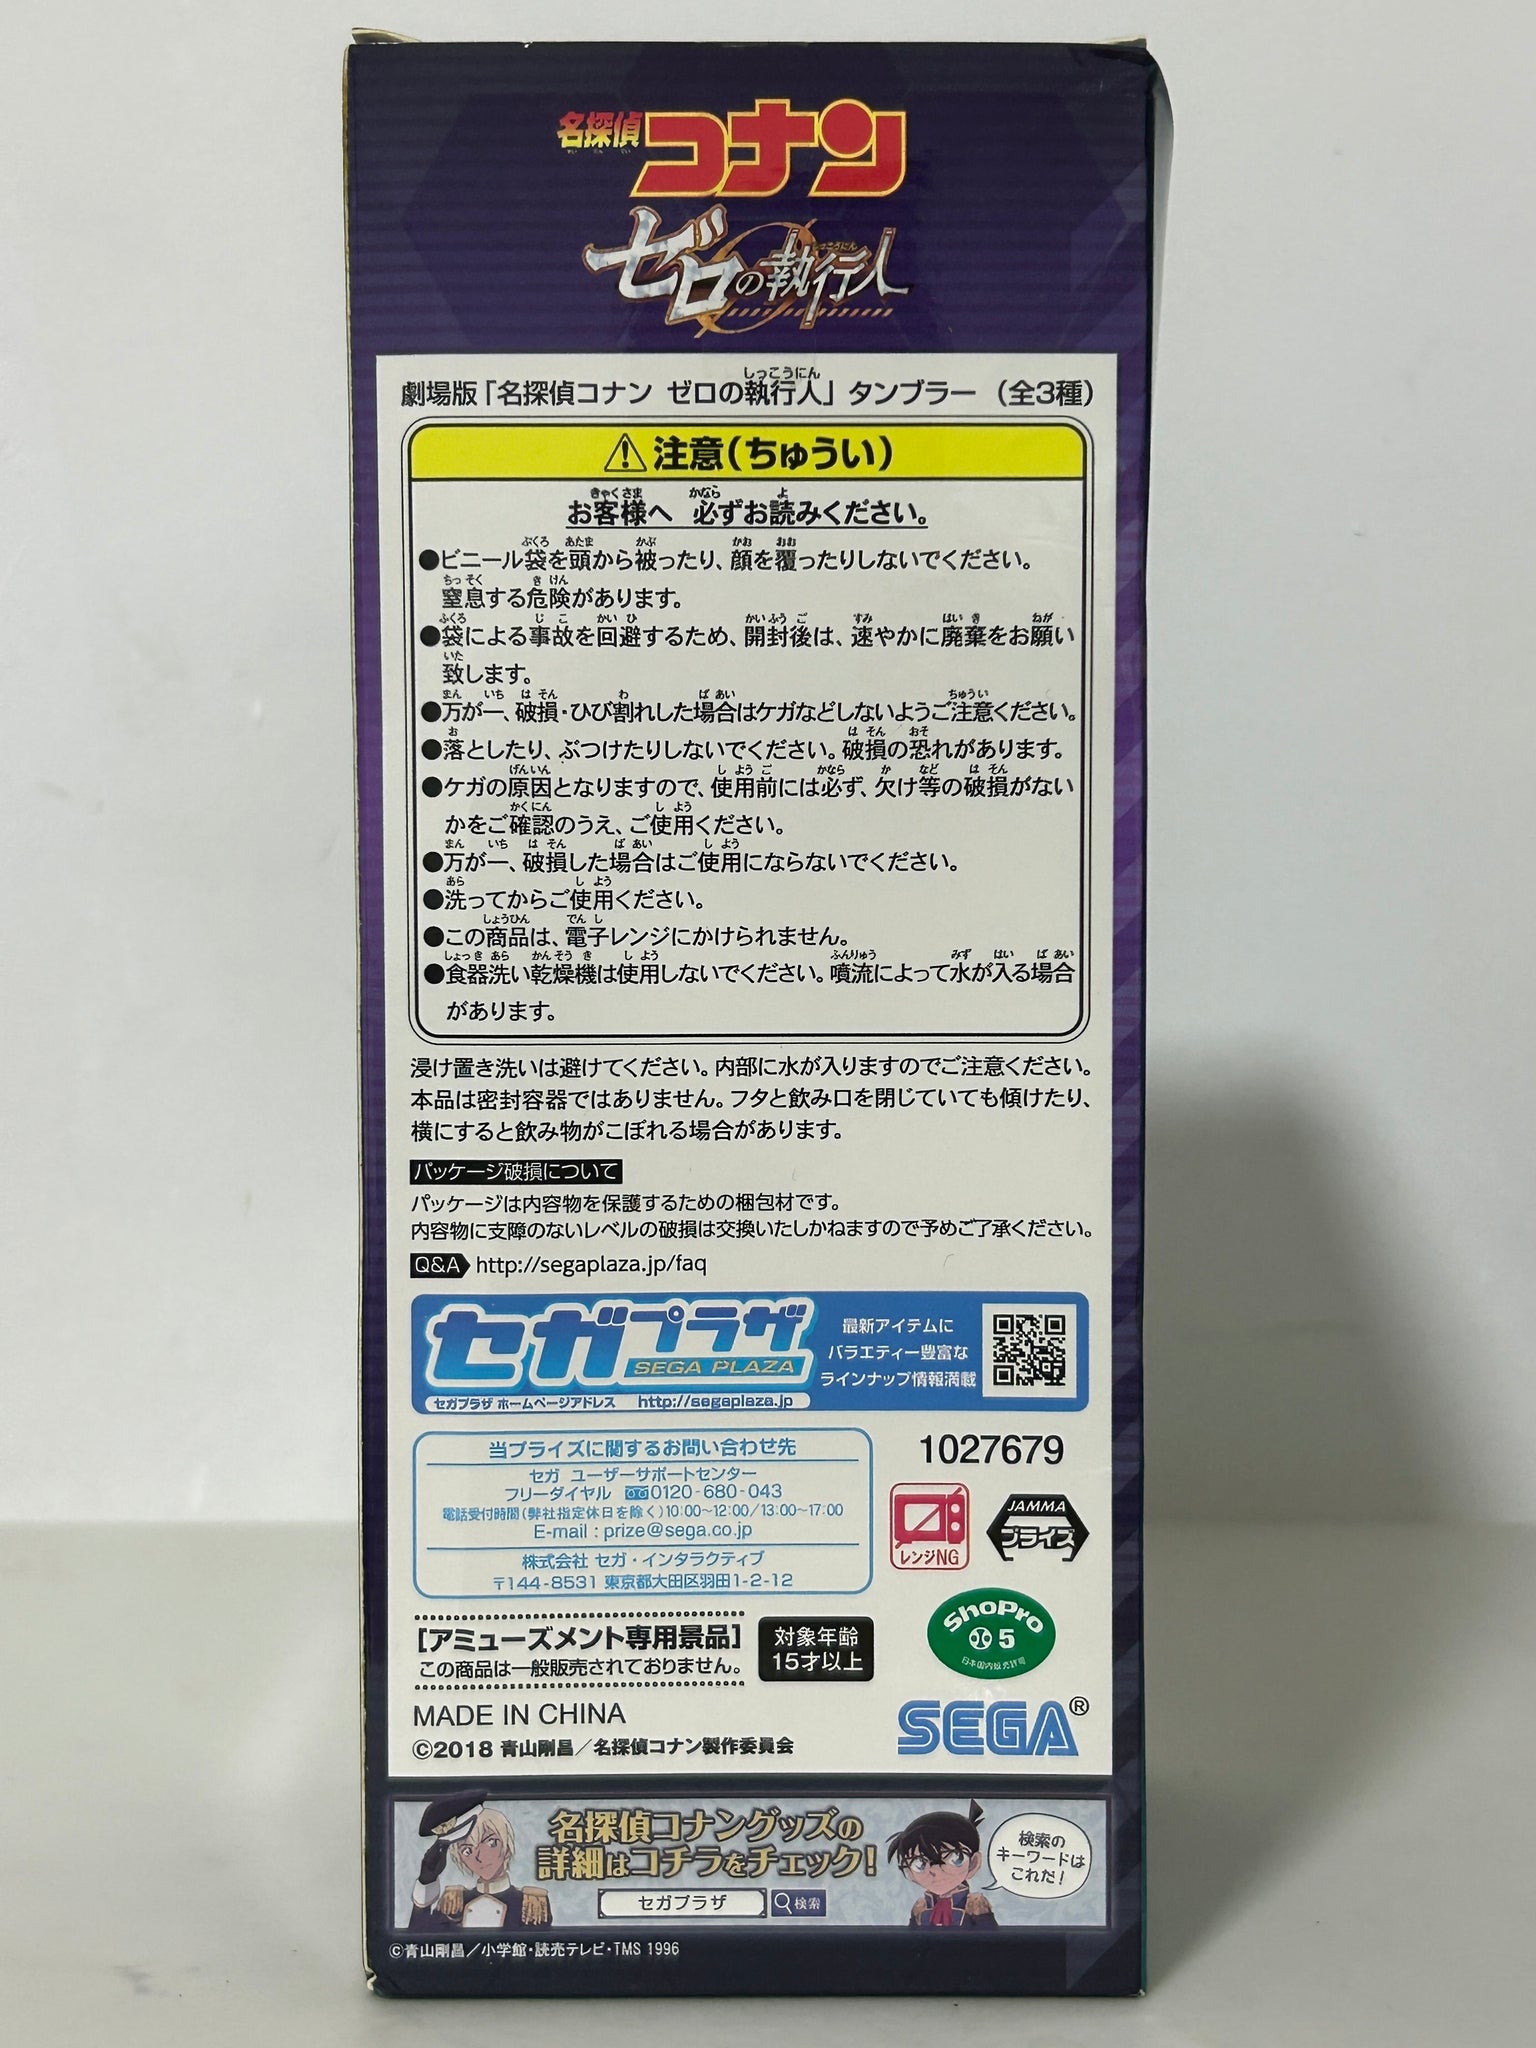 名探偵コナン
ゼロの執行人
劇場版「名探偵コナン ゼロの執行人」タンブラー（全3種）
注意（ちゅうい）
お客様へ 必ずお読みください。
●ビニール袋を頭から被ったり、顔を覆ったりしないでください。
窒息する危険があります。
●袋による事故を回避するため、開封後は、速やかに廃棄をお願い
致します。
●万が一、破損・ひび割れした場合はケガなどしないようご注意ください。
●落としたり、ぶつけたりしないでください。破損の恐れがあります。
●ケガの原因となりますので、使用前には必ず、欠け等の破損がない
かをご確認のうえ、ご使用ください。
●万が一、破損した場合はご使用にならないでください。
●洗ってからご使用ください。
●この商品は、電子レンジにかけられません。
●食器洗い乾燥機は使用しないでください。噴流によって水が入る場合
があります。
浸け置き洗いは避けてください。内部に水が入りますのでご注意ください。
本品は密封容器ではありません。フタと飲み口を閉じていても傾けたり、
横にすると飲み物がこぼれる場合があります。
パッケージ破損について
パッケージは内容物を保護するための梱包材です。
内容物に支障のないレベルの破損は交換いたしかねますので予めご了承ください。
Q&A http://segaplaza.jp/faq
セガプラザ
SEGA PLAZA
セガプラザ ホームページアドレス http://segaplaza.jp
最新アイテムに
バラエティー豊富な
ラインナップ情報満載
当プライズに関するお問い合わせ先
セガ ユーザーサポートセンター
フリーダイヤル 0120-680-043
電話受付時間（弊社指定休日を除く）10:00～12:00/13:00～17:00
E-mail : prize@sega.co.jp
株式会社 セガ・インタラクティブ
〒144-8531 東京都大田区羽田1-2-12
1027679
レンジNG
JAMMA
プライズ
［アミューズメント専用景品］
この商品は一般販売されておりません。
対象年齢
15才以上
ShoPro
5
日本国内販売許可
MADE IN CHINA
©2018 青山剛昌／名探偵コナン製作委員会
SEGA®
名探偵コナングッズの
詳細はコチラをチェック！
セガプラザ 検索
検索の
キーワードは
これだ！
©青山剛昌／小学館・読売テレビ・TMS 1996